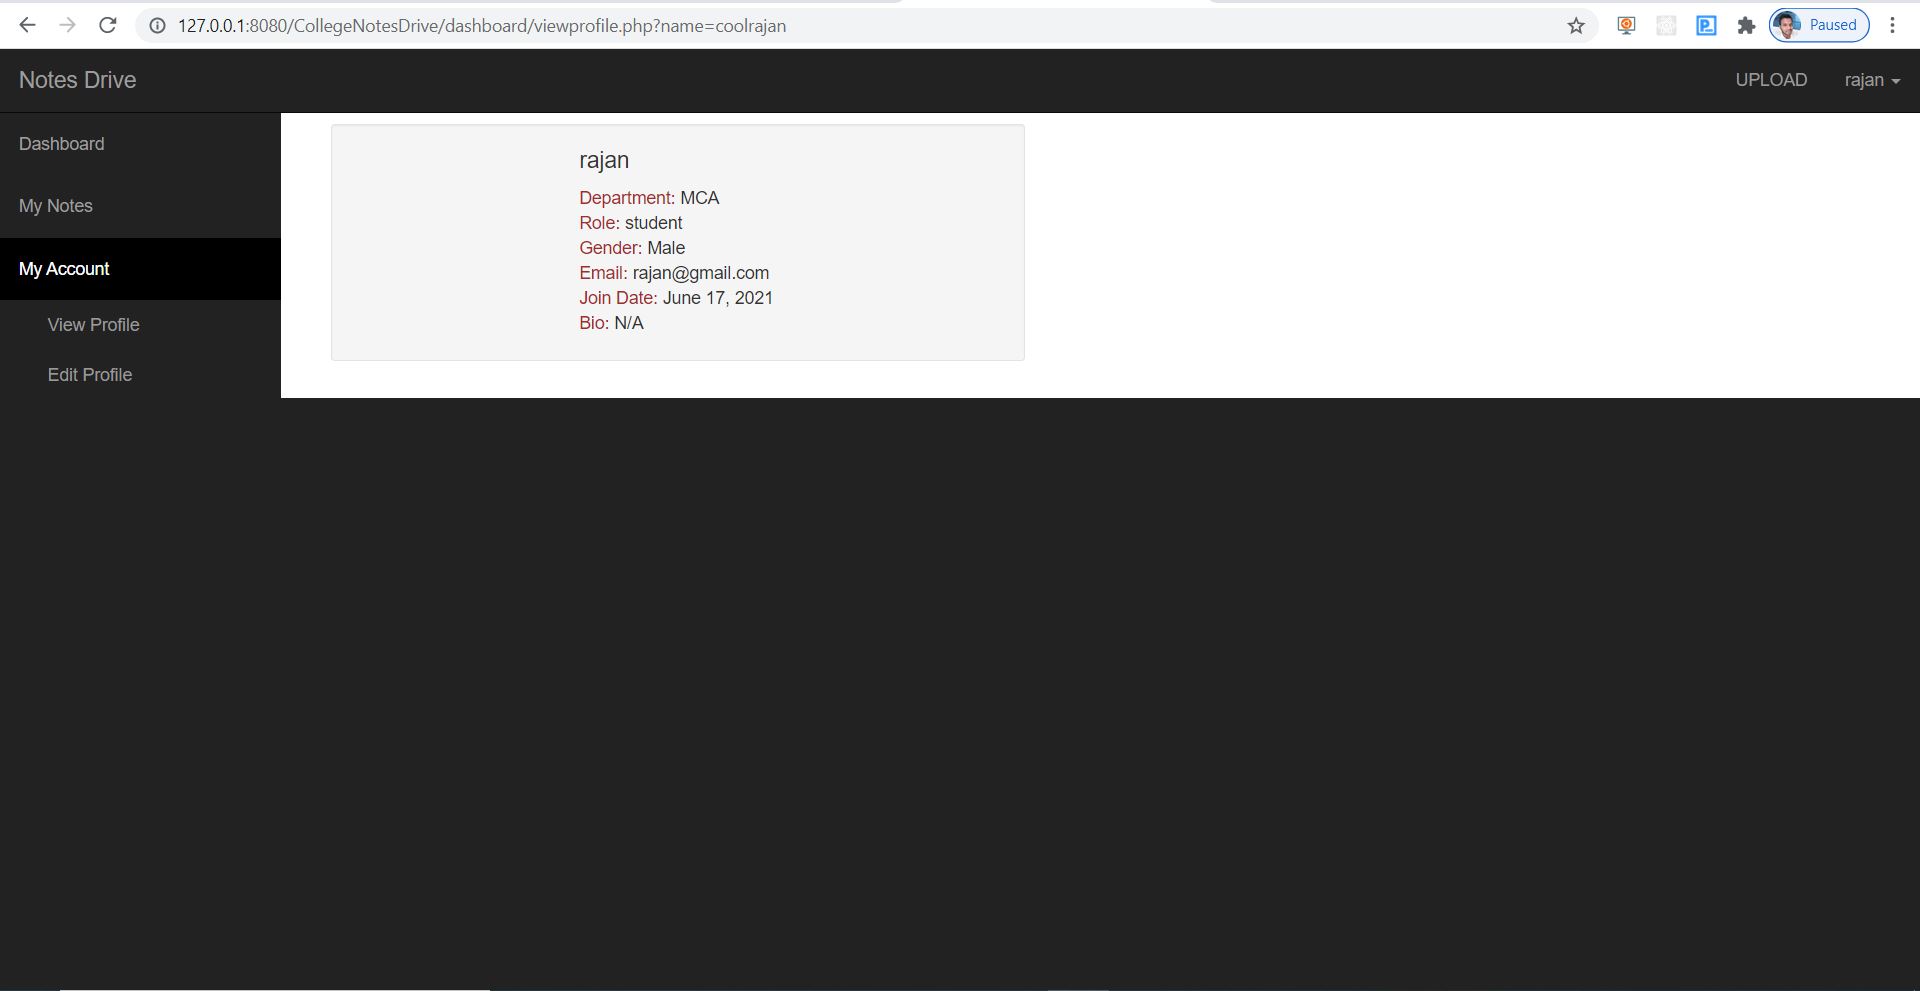 127.0.0.1:8080/CollegeNotesDrive/dashboard/viewprofile.php?name=coolrajan
Paused
Notes Drive
UPLOAD
rajan
Dashboard
My Notes
My Account
View Profile
Edit Profile
rajan
Department: MCA
Role: student
Gender: Male
Email: rajan@gmail.com
Join Date: June 17, 2021
Bio: N/A